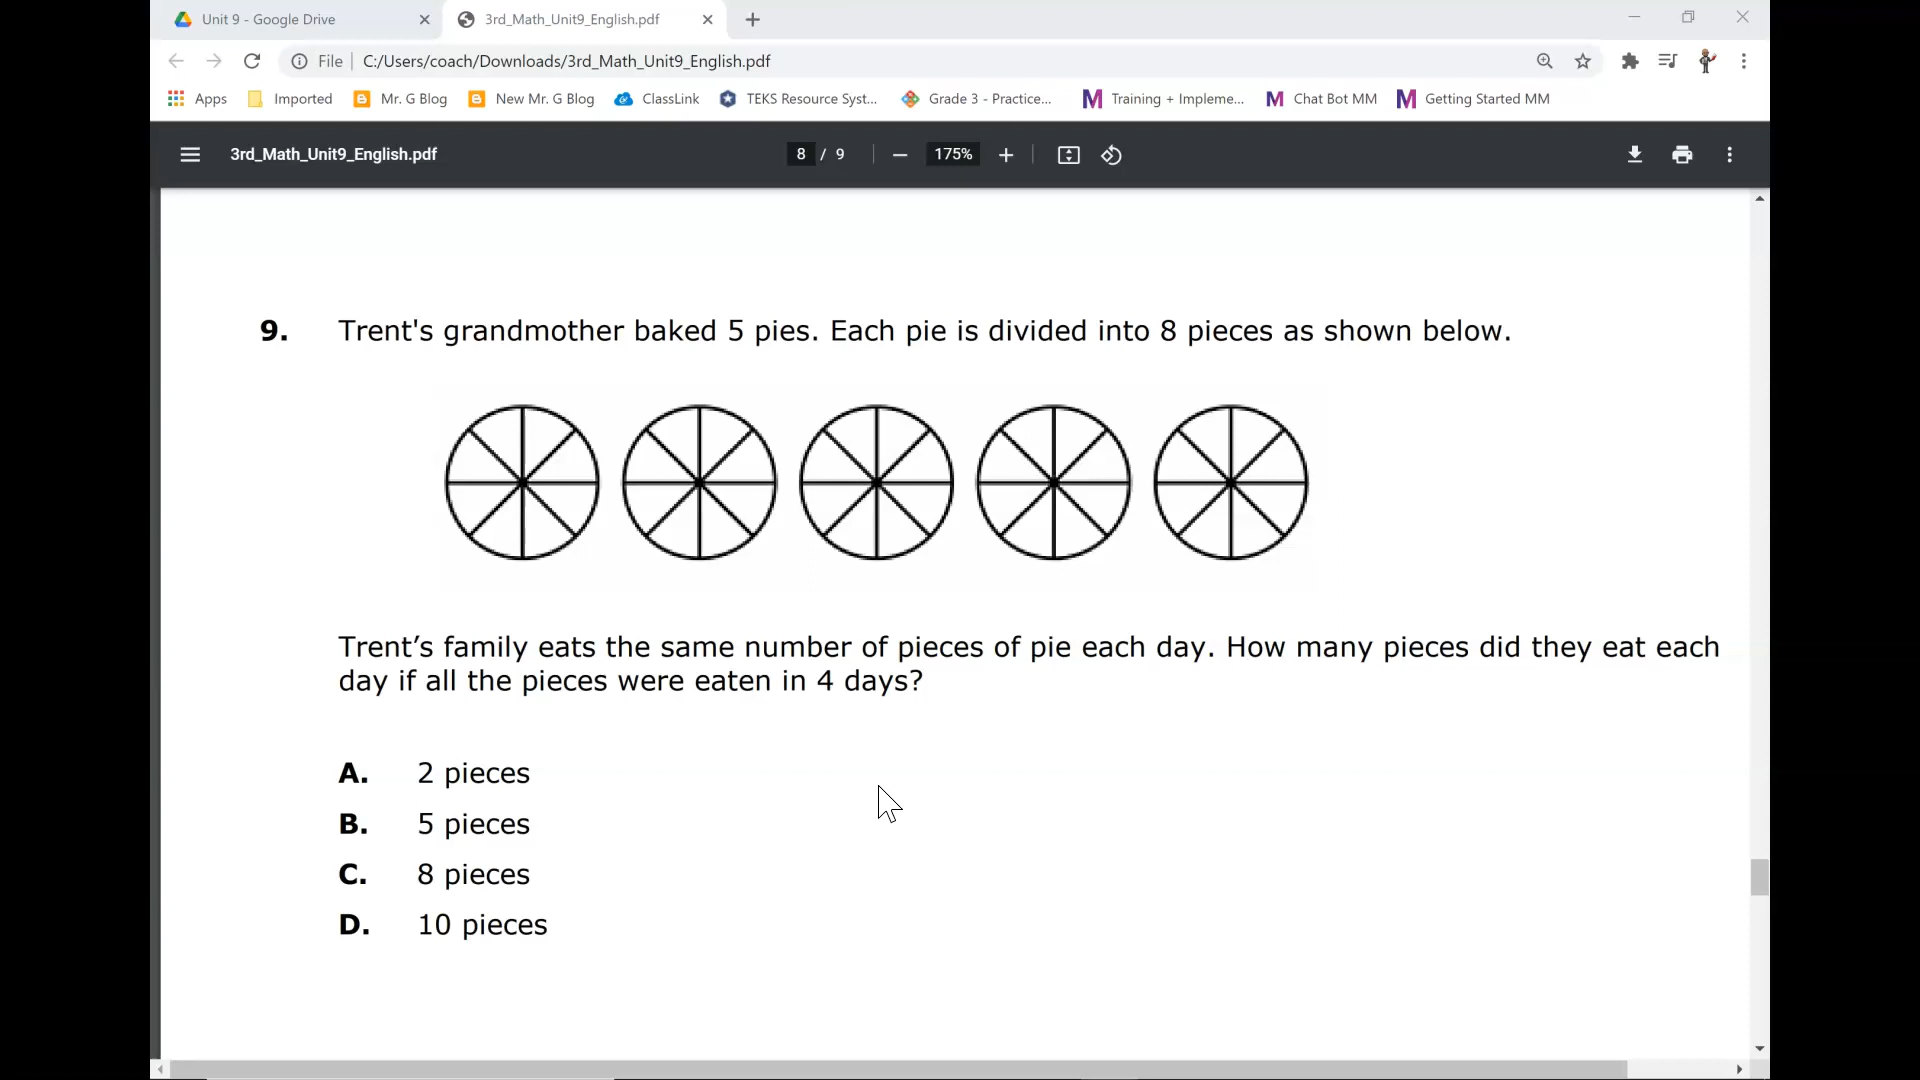 Unit 9 - Google Drive
3rd_Math_Unit9_English.pdf
File | C:/Users/coach/Downloads/3rd_Math_Unit9_English.pdf
Apps Imported Mr. G Blog New Mr. G Blog ClassLink TEKS Resource Syst... Grade 3 - Practice... Training + Impleme... Chat Bot MM Getting Started MM
3rd_Math_Unit9_English.pdf 8 / 9 175%
9. Trent's grandmother baked 5 pies. Each pie is divided into 8 pieces as shown below.
Trent’s family eats the same number of pieces of pie each day. How many pieces did they eat each
day if all the pieces were eaten in 4 days?
A. 2 pieces
B. 5 pieces
C. 8 pieces
D. 10 pieces